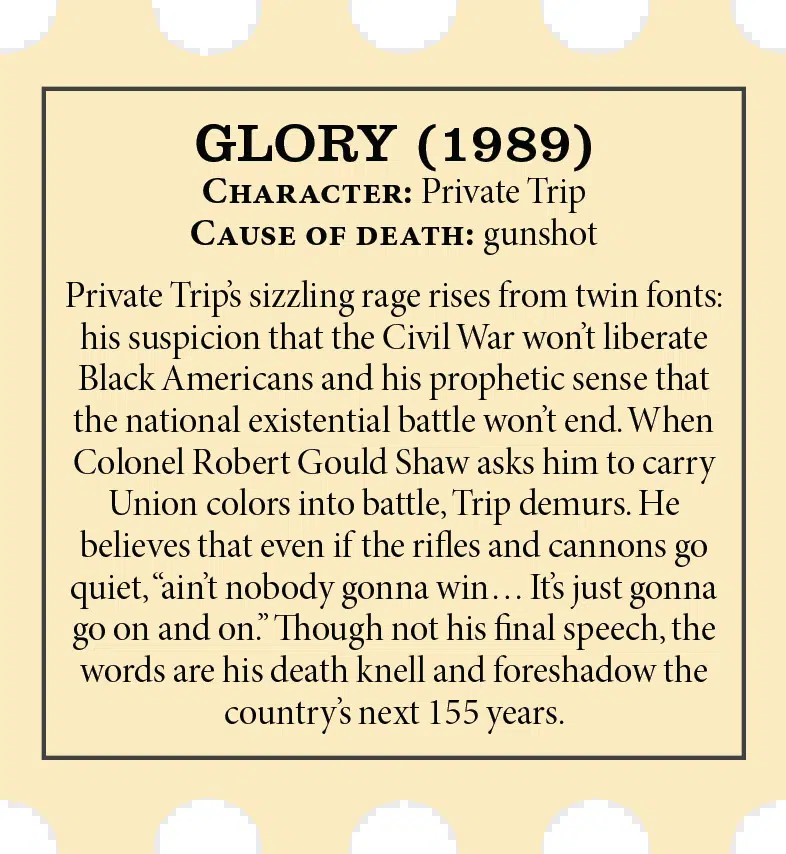 GLORY (1989)
CHARACTER: Private Trip
CAUSE OF DEATH: gunshot
Private Trip’s sizzling rage rises from twin fonts:
his suspicion that the Civil War won’t liberate
Black Americans and his prophetic sense that
the national existential battle won’t end. When
Colonel Robert Gould Shaw asks him to carry
Union colors into battle, Trip demurs. He
believes that even if the rifles and cannons go
quiet, “ain’t nobody gonna win… It’s just gonna
go on and on.” Though not his final speech, the
words are his death knell and foreshadow the
country’s next 155 years.